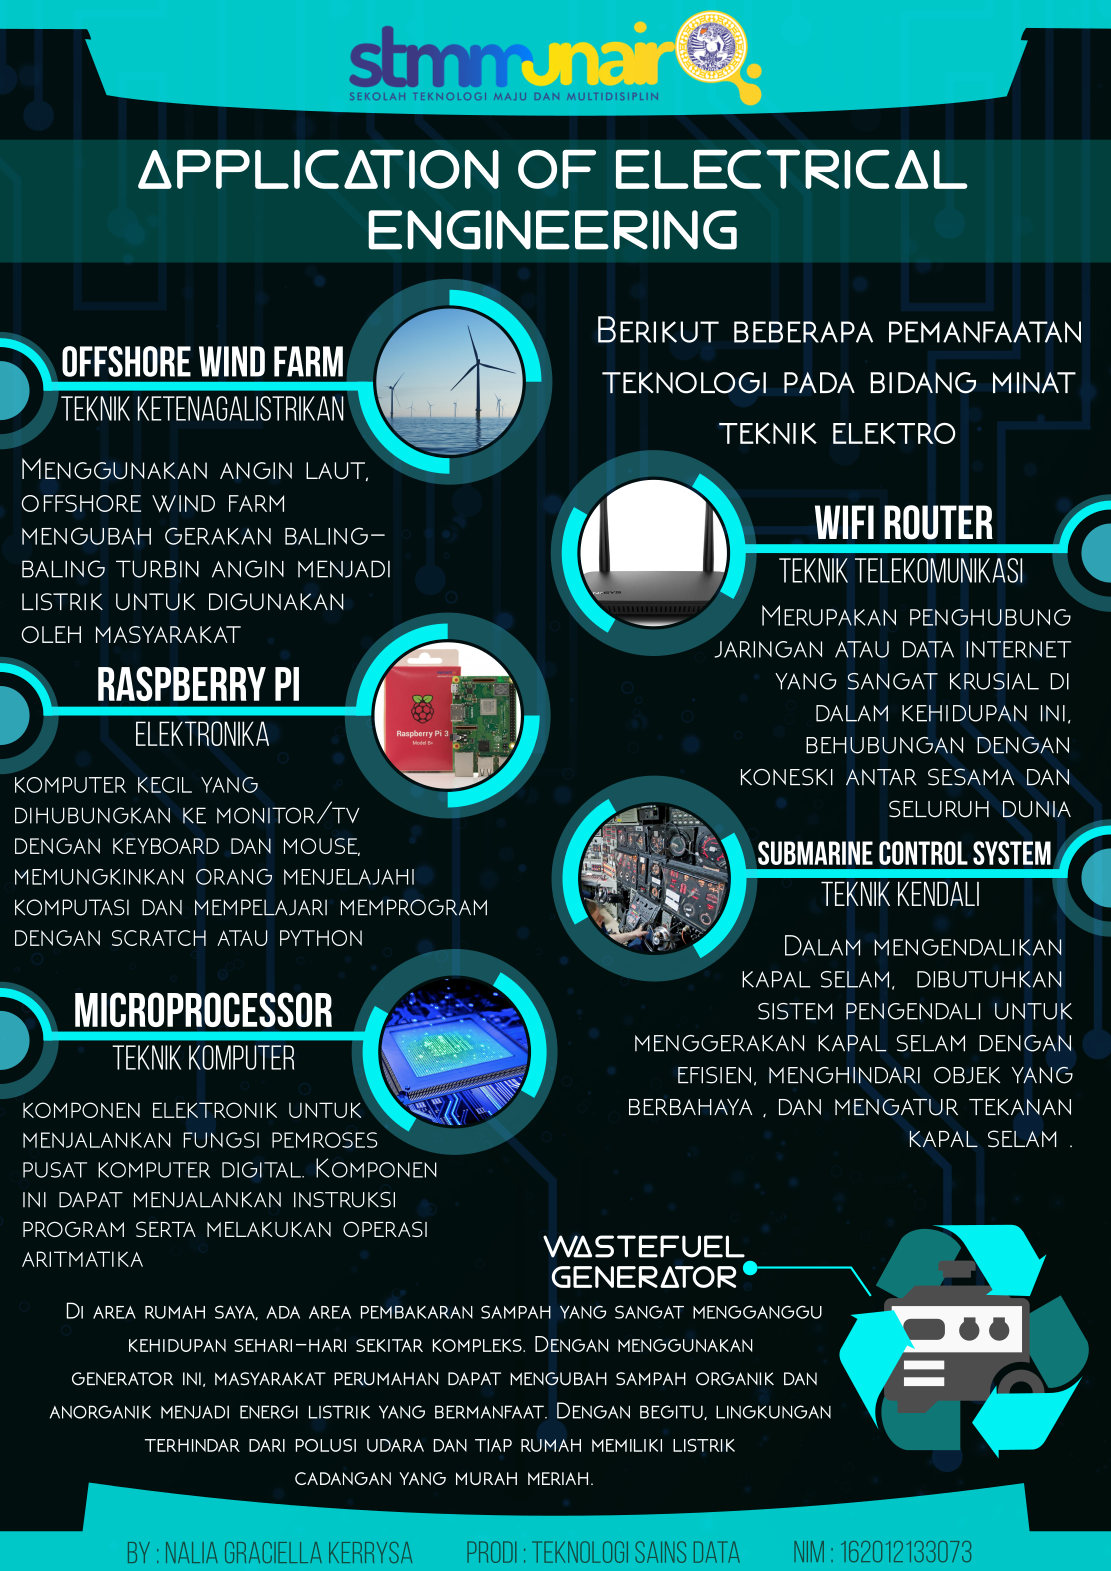 stmmunair
SEKOLAH TEKNOLOGI MAJU DAN MULTIDISIPLIN
APPLICATION OF ELECTRICAL
ENGINEERING
OFFSHORE WIND FARM
TEKNIK KETENAGALISTRIKAN
MENGGUNAKAN ANGIN LAUT,
OFFSHORE WIND FARM
MENGUBAH GERAKAN BALING-
BALING TURBIN ANGIN MENJADI
LISTRIK UNTUK DIGUNAKAN
OLEH MASYARAKAT
BERIKUT BEBERAPA PEMANFAATAN
TEKNOLOGI PADA BIDANG MINAT
TEKNIK ELEKTRO
WIFI ROUTER
TEKNIK TELEKOMUNIKASI
MERUPAKAN PENGHUBUNG
JARINGAN ATAU DATA INTERNET
YANG SANGAT KRUSIAL DI
DALAM KEHIDUPAN INI,
BEHUBUNGAN DENGAN
KONESKI ANTAR SESAMA DAN
SELURUH DUNIA
RASPBERRY PI
ELEKTRONIKA
Raspberry Pi 3
Model B+
KOMPUTER KECIL YANG
DIHUBUNGKAN KE MONITOR/TV
DENGAN KEYBOARD DAN MOUSE,
MEMUNGKINKAN ORANG MENJELAJAHI
KOMPUTASI DAN MEMPELAJARI MEMPROGRAM
DENGAN SCRATCH ATAU PYTHON
SUBMARINE CONTROL SYSTEM
TEKNIK KENDALI
DALAM MENGENDALIKAN
KAPAL SELAM, DIBUTUHKAN
SISTEM PENGENDALI UNTUK
MENGGERAKAN KAPAL SELAM DENGAN
EFISIEN, MENGHINDARI OBJEK YANG
BERBAHAYA , DAN MENGATUR TEKANAN
KAPAL SELAM .
MICROPROCESSOR
TEKNIK KOMPUTER
KOMPONEN ELEKTRONIK UNTUK
MENJALANKAN FUNGSI PEMROSES
PUSAT KOMPUTER DIGITAL. KOMPONEN
INI DAPAT MENJALANKAN INSTRUKSI
PROGRAM SERTA MELAKUKAN OPERASI
ARITMATIKA
WASTEFUEL
GENERATOR
DI AREA RUMAH SAYA, ADA AREA PEMBAKARAN SAMPAH YANG SANGAT MENGGANGGU
KEHIDUPAN SEHARI-HARI SEKITAR KOMPLEKS. DENGAN MENGGUNAKAN
GENERATOR INI, MASYARAKAT PERUMAHAN DAPAT MENGUBAH SAMPAH ORGANIK DAN
ANORGANIK MENJADI ENERGI LISTRIK YANG BERMANFAAT. DENGAN BEGITU, LINGKUNGAN
TERHINDAR DARI POLUSI UDARA DAN TIAP RUMAH MEMILIKI LISTRIK
CADANGAN YANG MURAH MERIAH.
BY : NALIA GRACIELLA KERRYSA
PRODI : TEKNOLOGI SAINS DATA
NIM : 162012133073